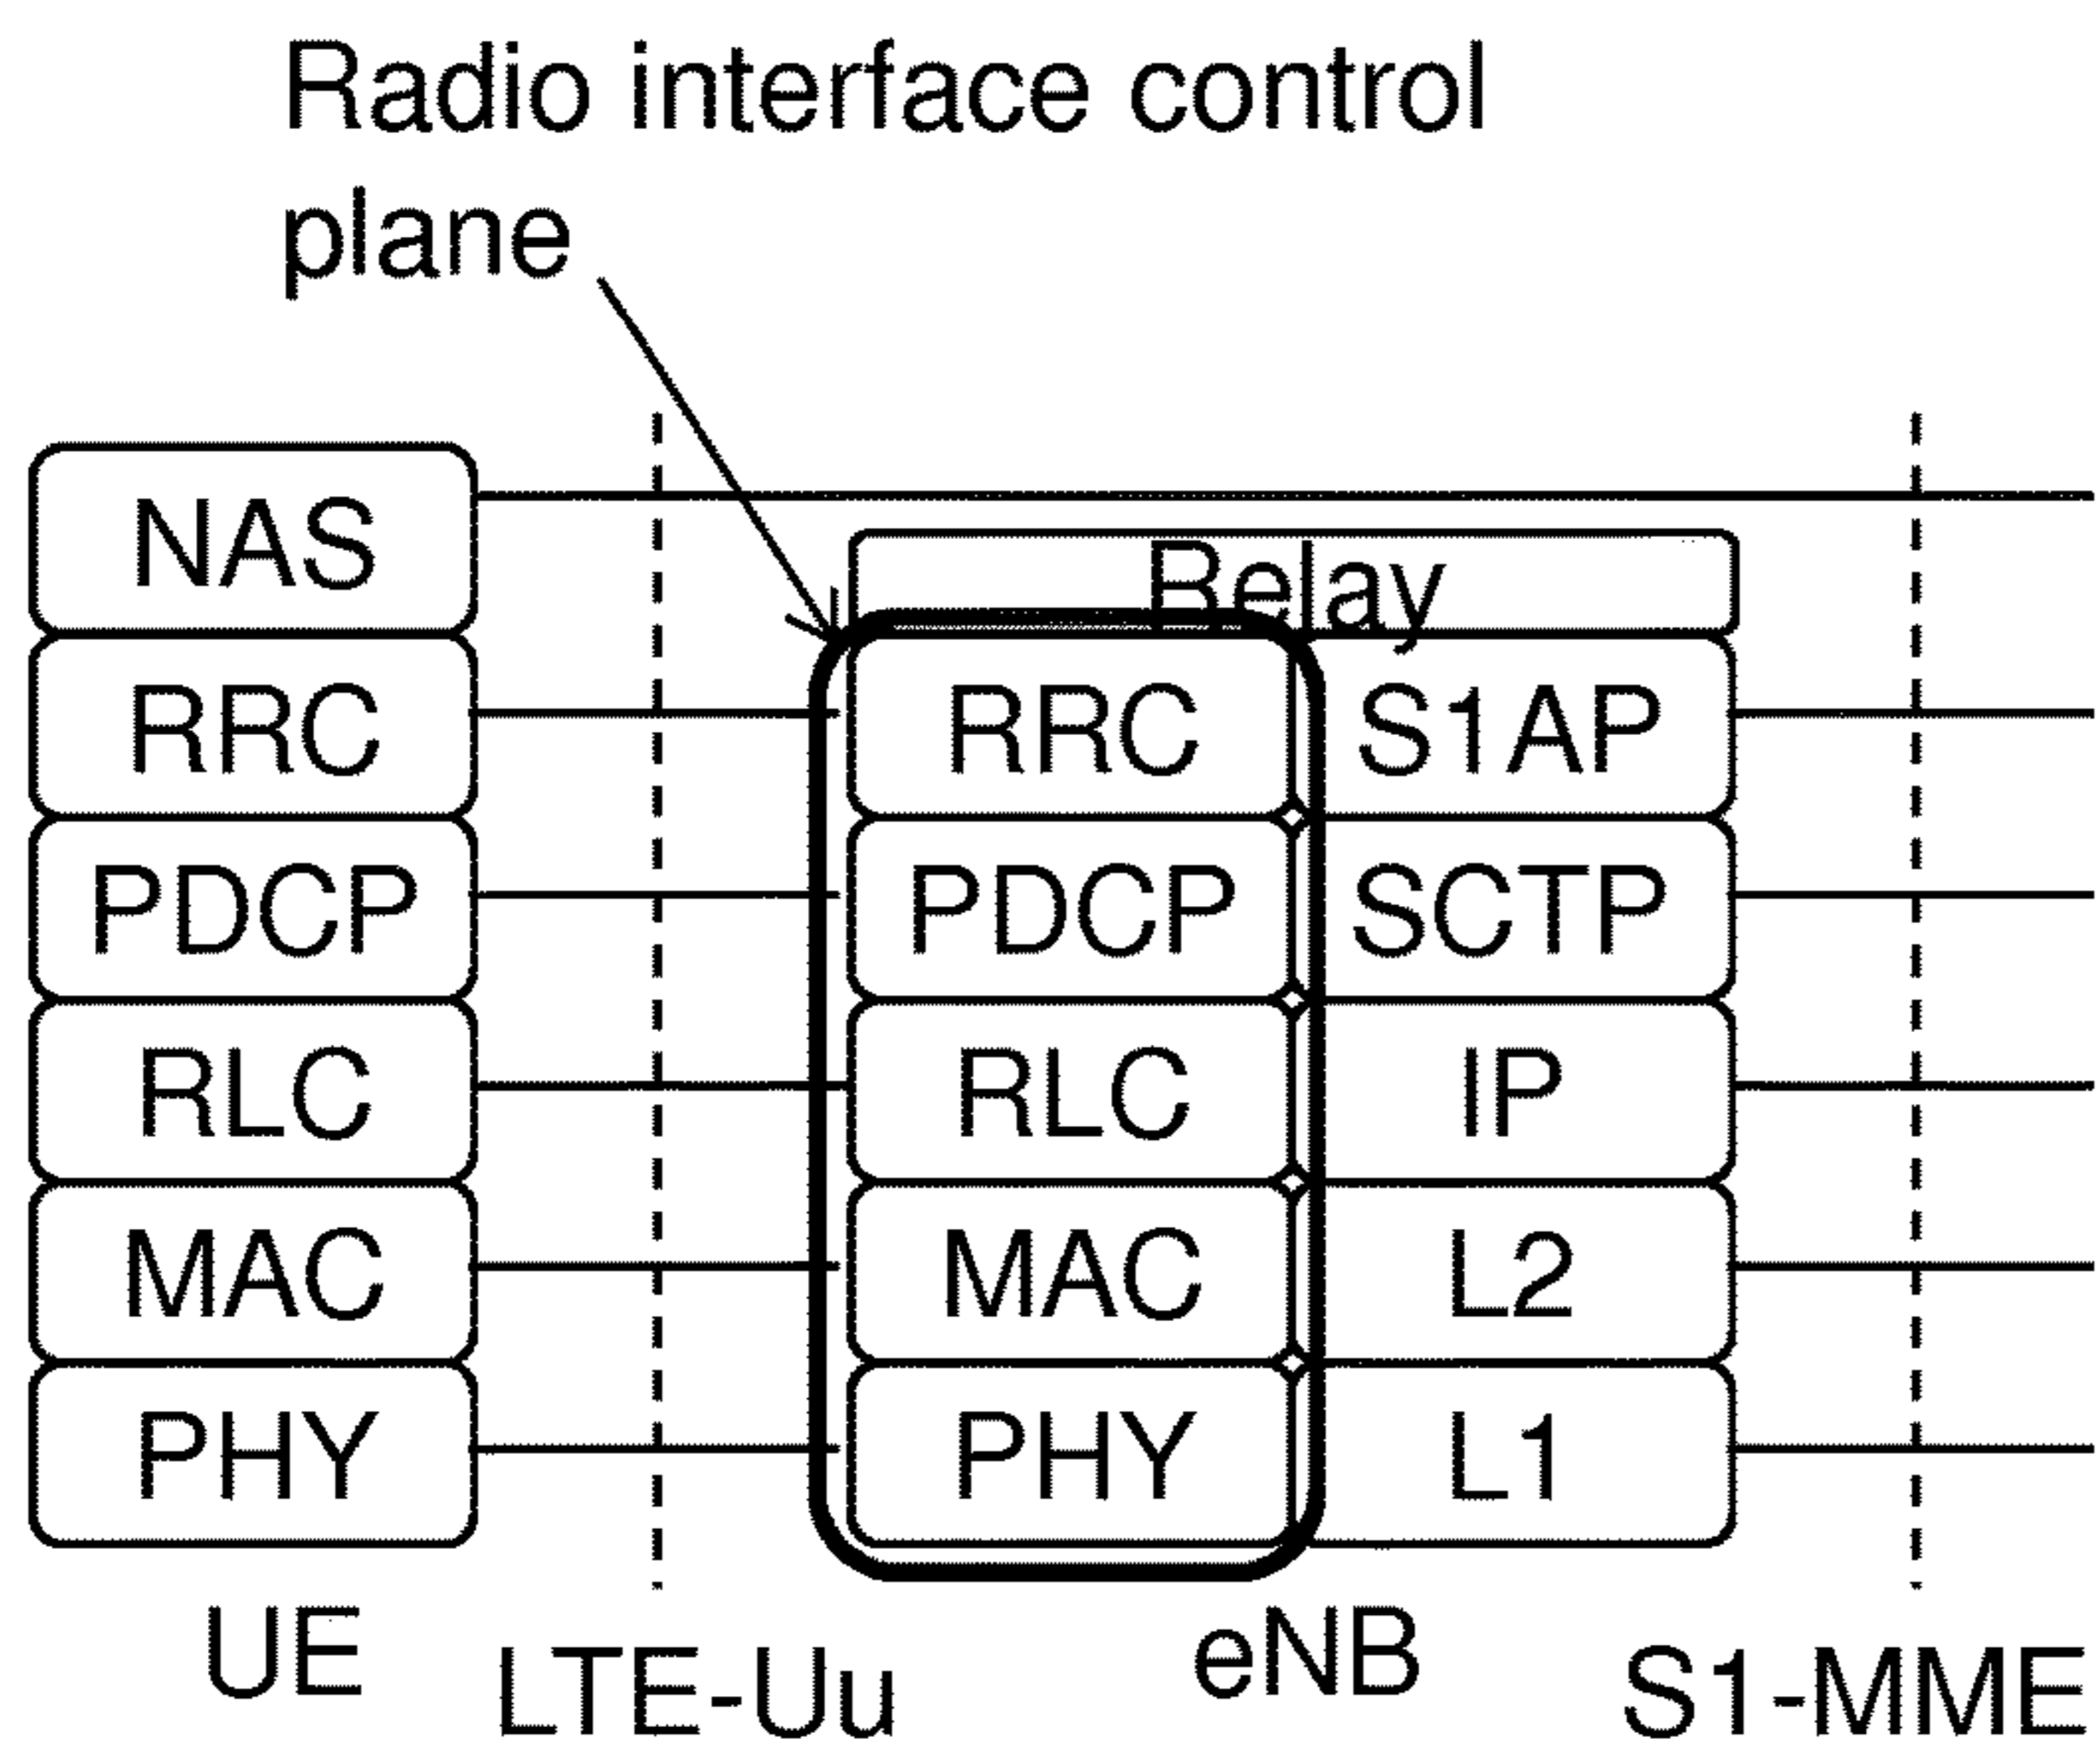 Radio interface control
plane
NAS
Relay
RRC RRC S1AP
PDCP PDCP SCTP
RLC RLC IP
MAC MAC L2
PHY PHY L1
UE LTE-Uu eNB S1-MME